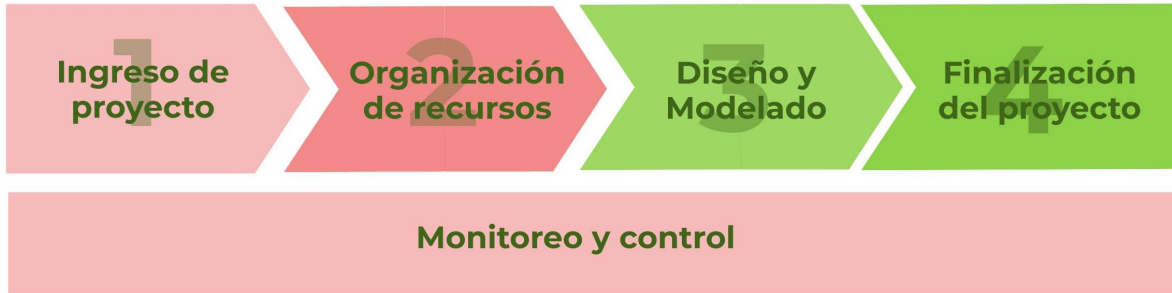 1
Ingreso de
proyecto
2
Organización
de recursos
3
Diseño y
Modelado
4
Finalización
del proyecto
Monitoreo y control